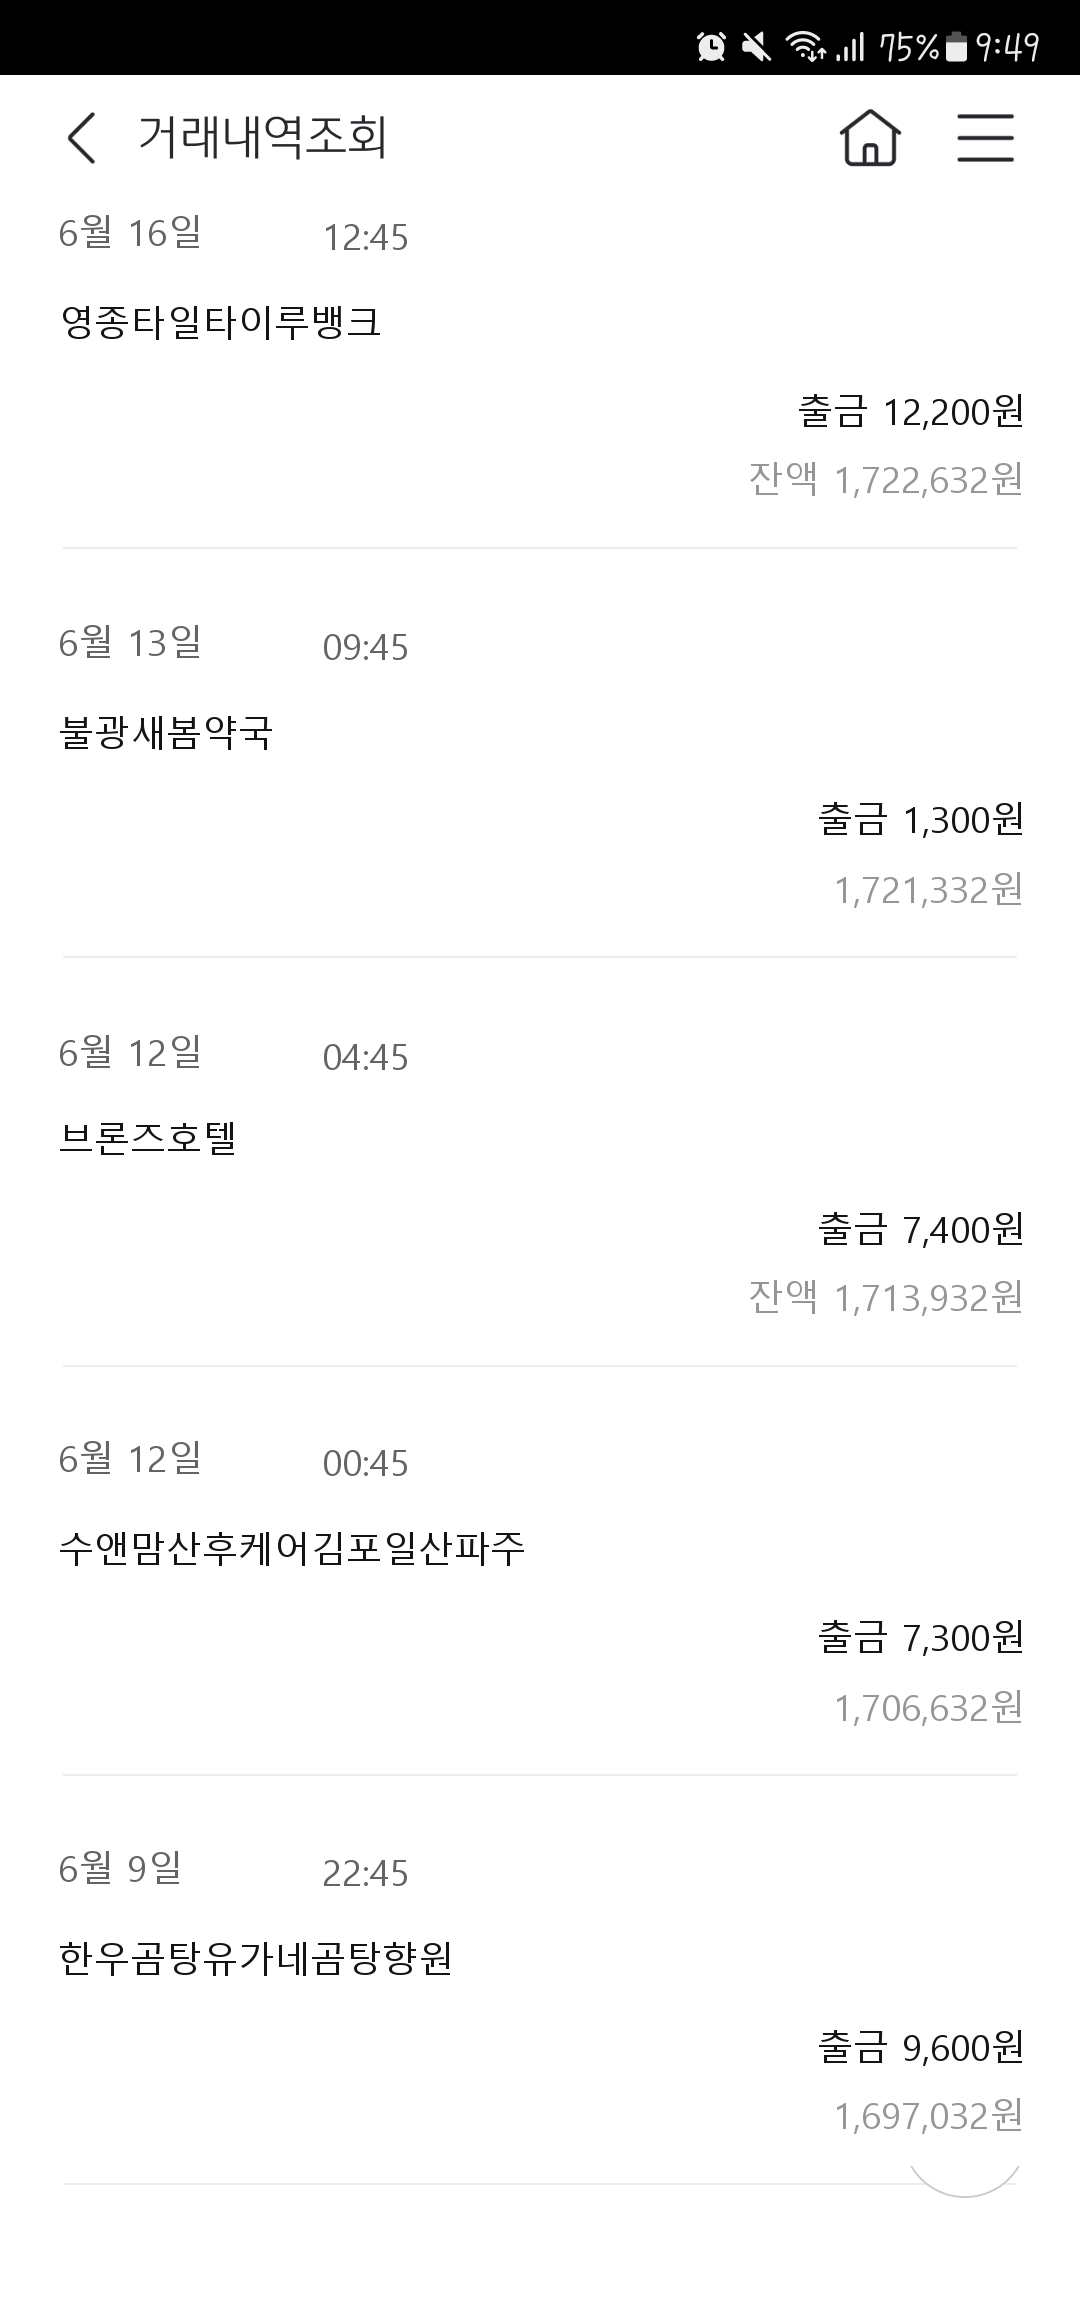 75% 9:49
거래내역조회
6월 16일 12:45
영종타일타이루뱅크
출금 12,200원
잔액 1,722,632원
6월 13일 09:45
불광새봄약국
출금 1,300원
1,721,332원
6월 12일 04:45
브론즈호텔
출금 7,400원
잔액 1,713,932원
6월 12일 00:45
수앤맘산후케어김포일산파주
출금 7,300원
1,706,632원
6월 9일 22:45
한우곰탕유가네곰탕향원
출금 9,600원
1,697,032원